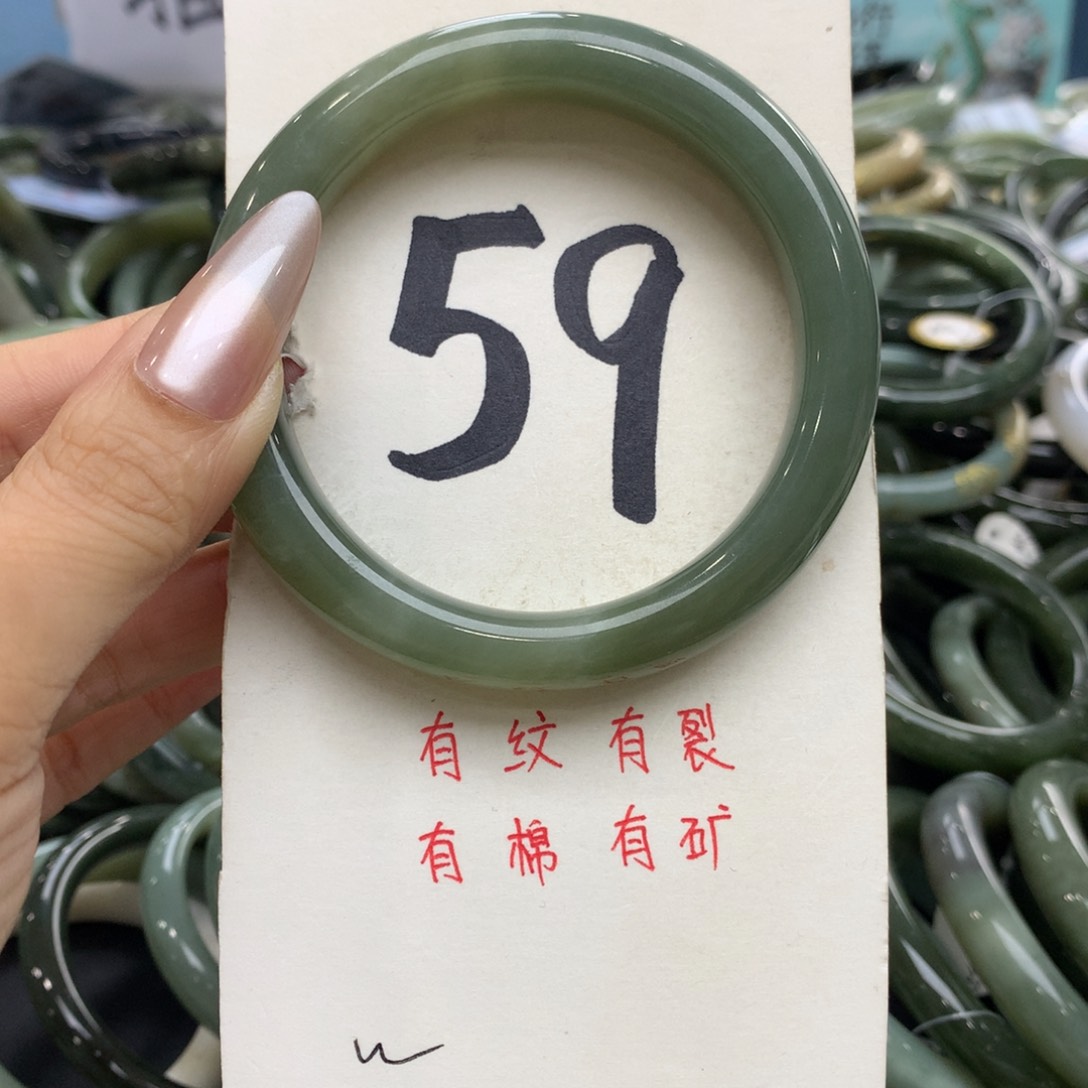 59
有 纹 有 裂
有 棉 有 矿